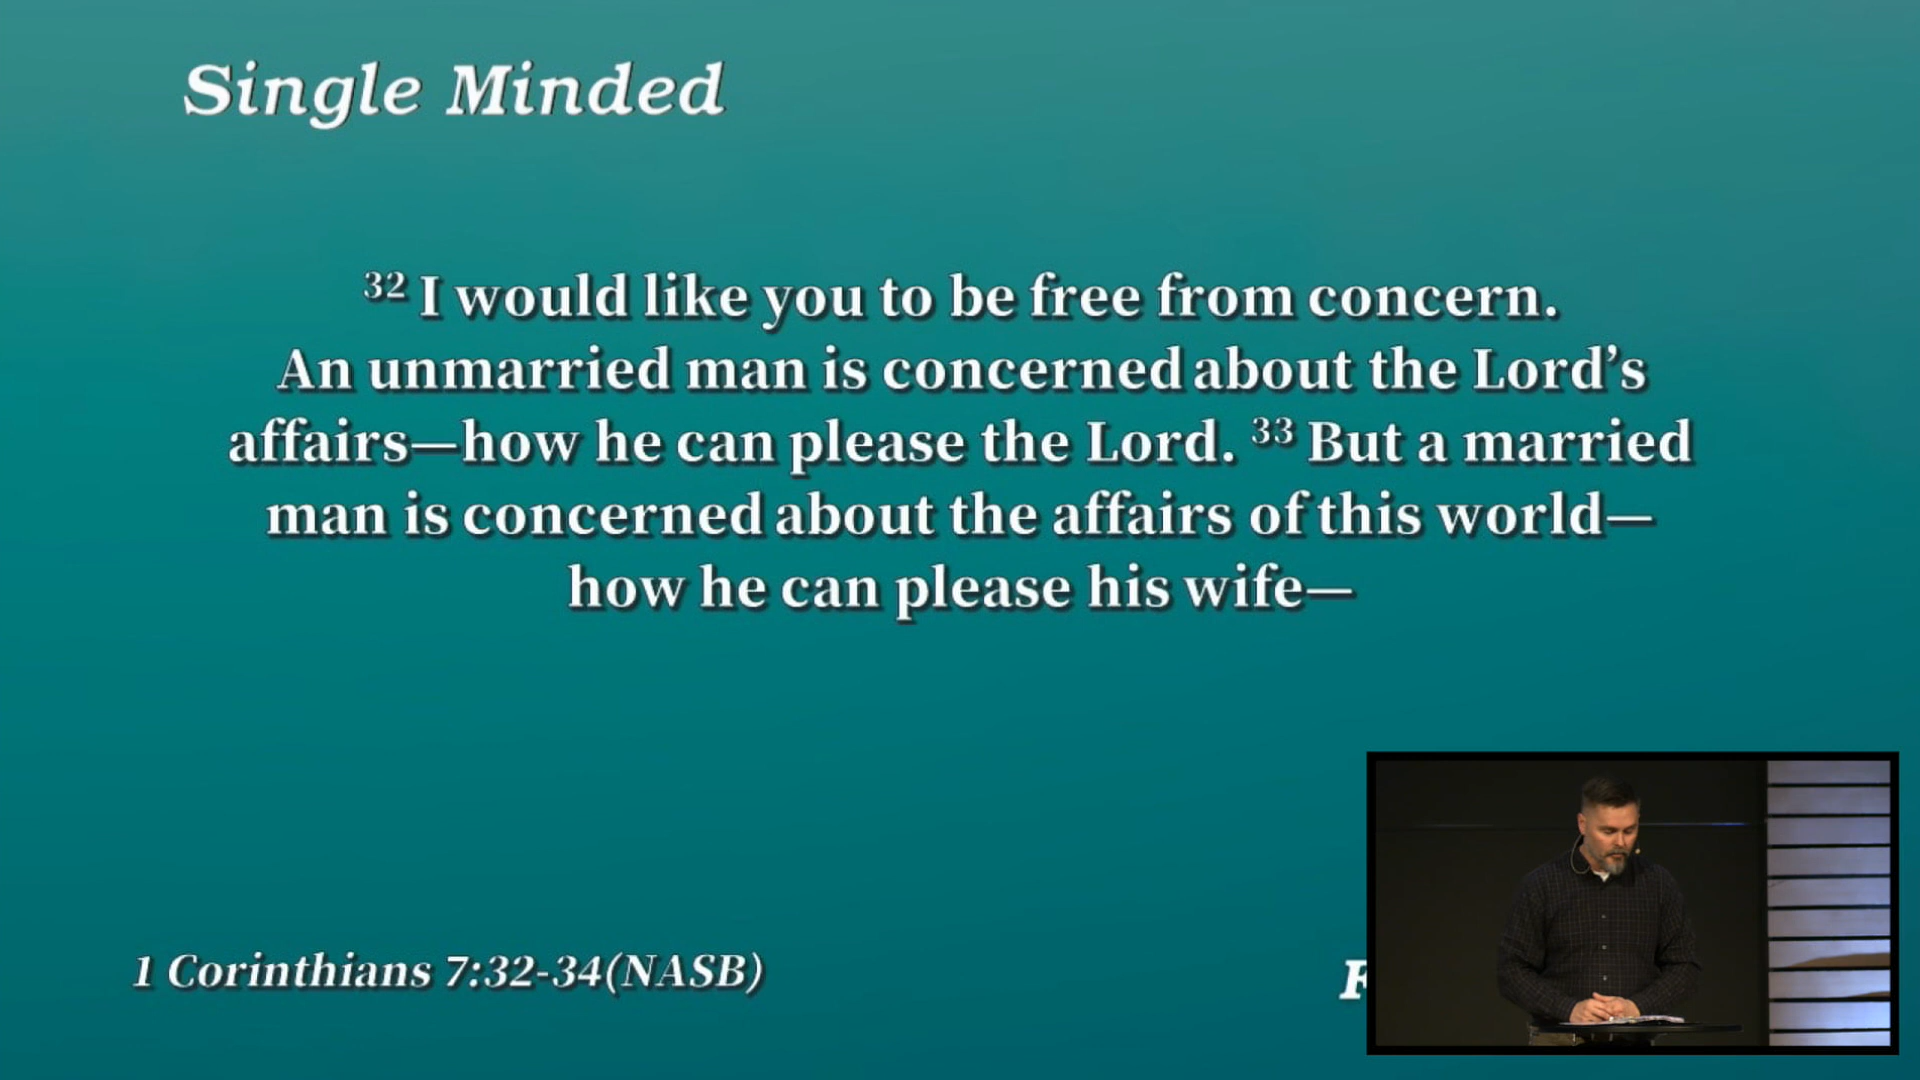 Single Minded
32 I would like you to be free from concern.
An unmarried man is concerned about the Lord’s
affairs—how he can please the Lord. 33 But a married
man is concerned about the affairs of this world—
how he can please his wife—
1 Corinthians 7:32-34(NASB)